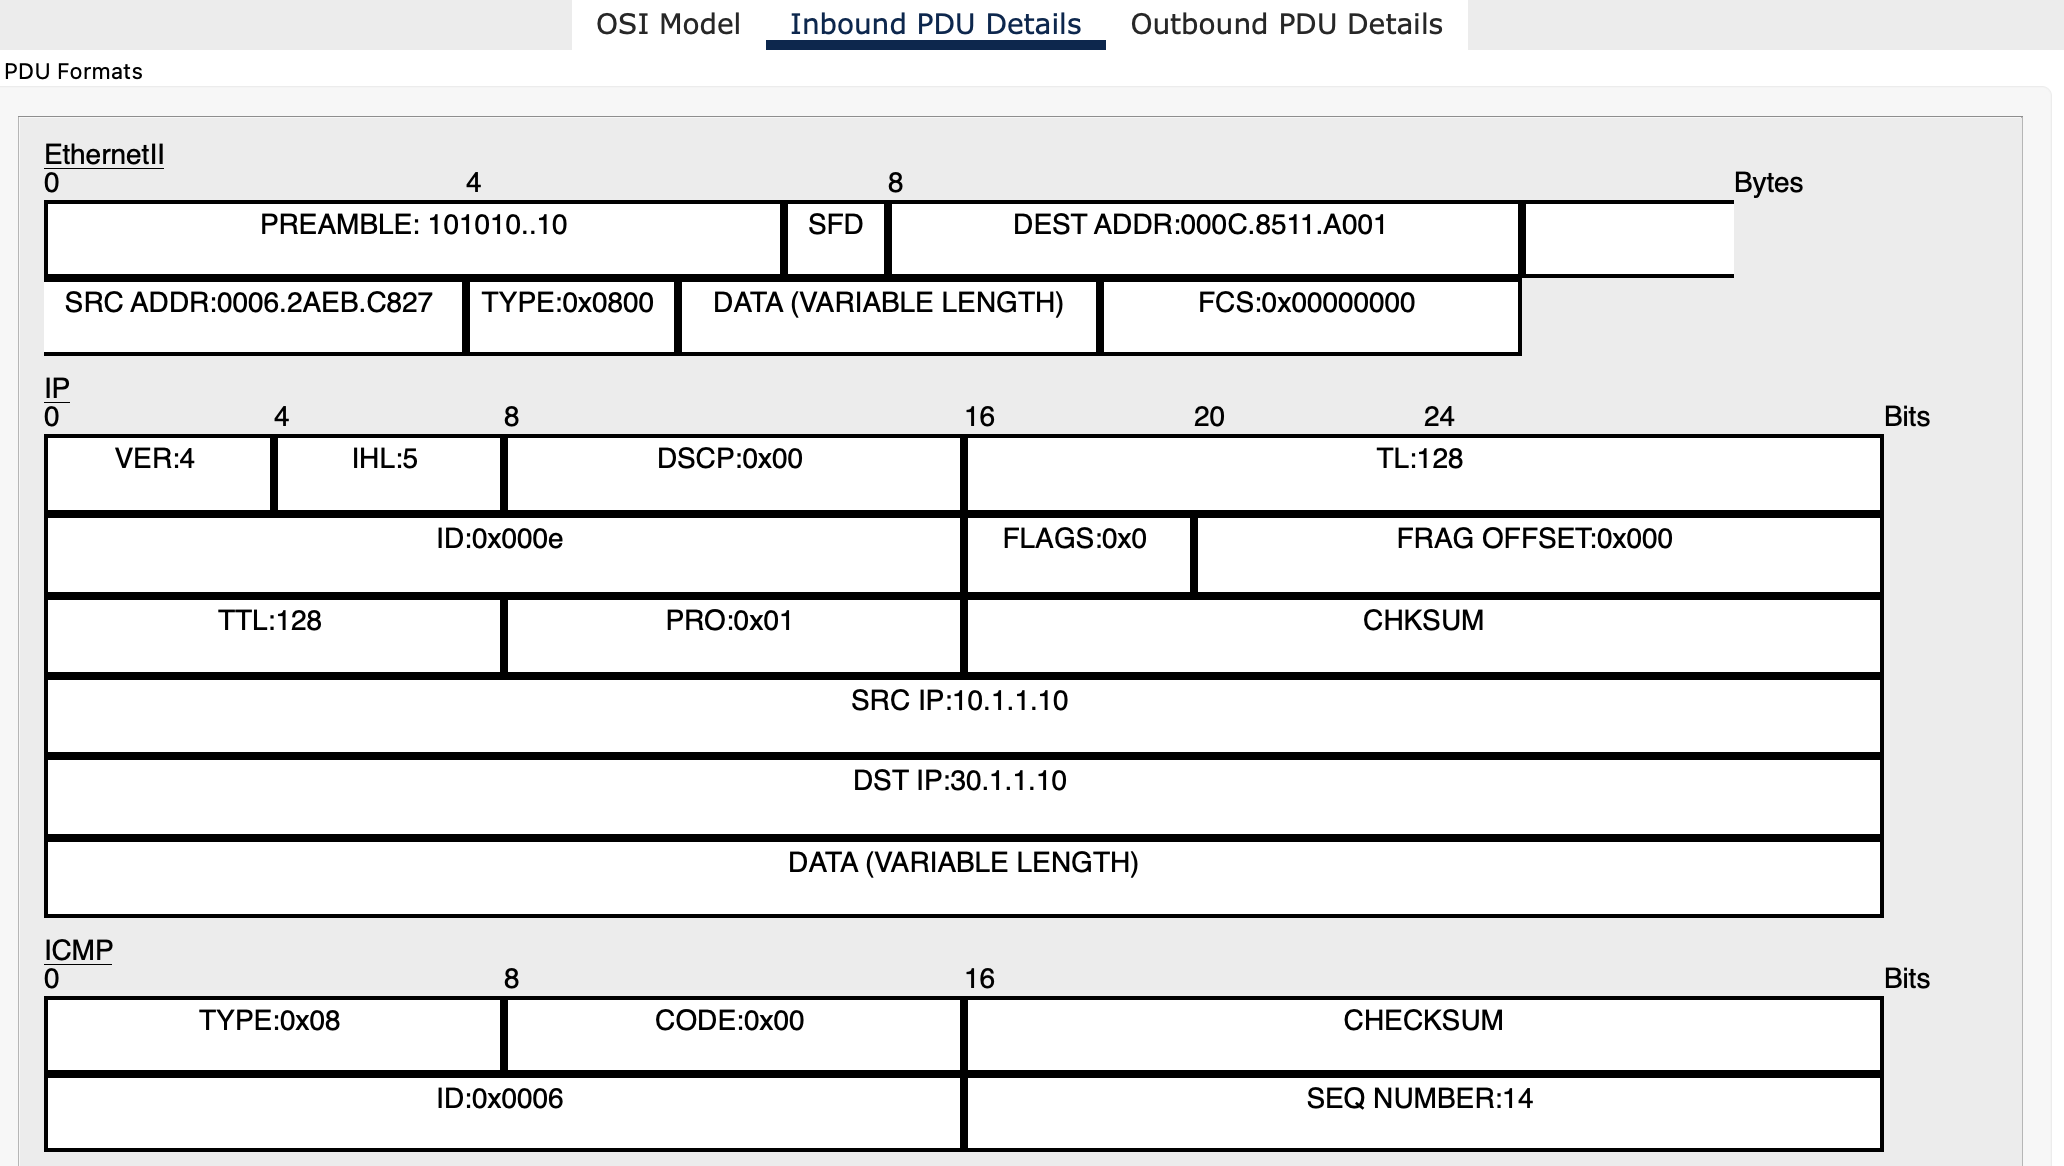 OSI Model Inbound PDU Details Outbound PDU Details
PDU Formats
EthernetII
0 4 8 Bytes
PREAMBLE: 101010..10 SFD DEST ADDR:000C.8511.A001
SRC ADDR:0006.2AEB.C827 TYPE:0x0800 DATA (VARIABLE LENGTH) FCS:0x00000000
IP
0 4 8 16 20 24 Bits
VER:4 IHL:5 DSCP:0x00 TL:128
ID:0x000e FLAGS:0x0 FRAG OFFSET:0x000
TTL:128 PRO:0x01 CHKSUM
SRC IP:10.1.1.10
DST IP:30.1.1.10
DATA (VARIABLE LENGTH)
ICMP
0 8 16 Bits
TYPE:0x08 CODE:0x00 CHECKSUM
ID:0x0006 SEQ NUMBER:14